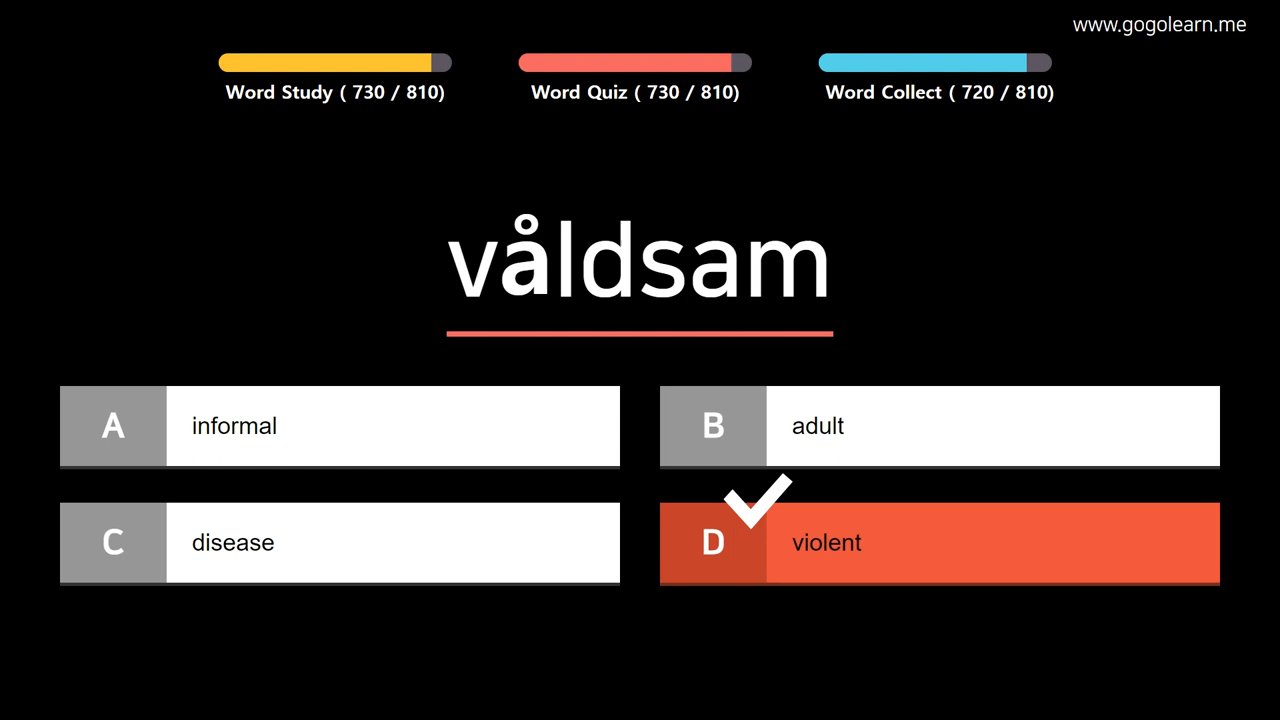 www.gogolearn.me
Word Study ( 730 / 810)
Word Quiz ( 730 / 810)
Word Collect ( 720 / 810)
våldsam
A informal
B adult
C disease
D violent